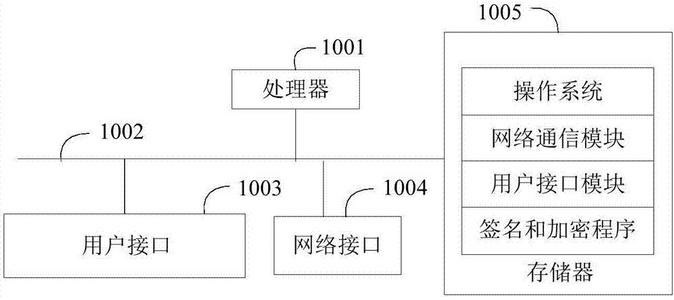 1005
1001
处理器
操作系统
1002
网络通信模块
1003
1004
用户接口模块
用户接口
网络接口
签名和加密程序
存储器